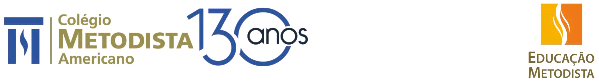 Colégio
METODISTA
Americano
130 anos
EDUCAÇÃO
METODISTA